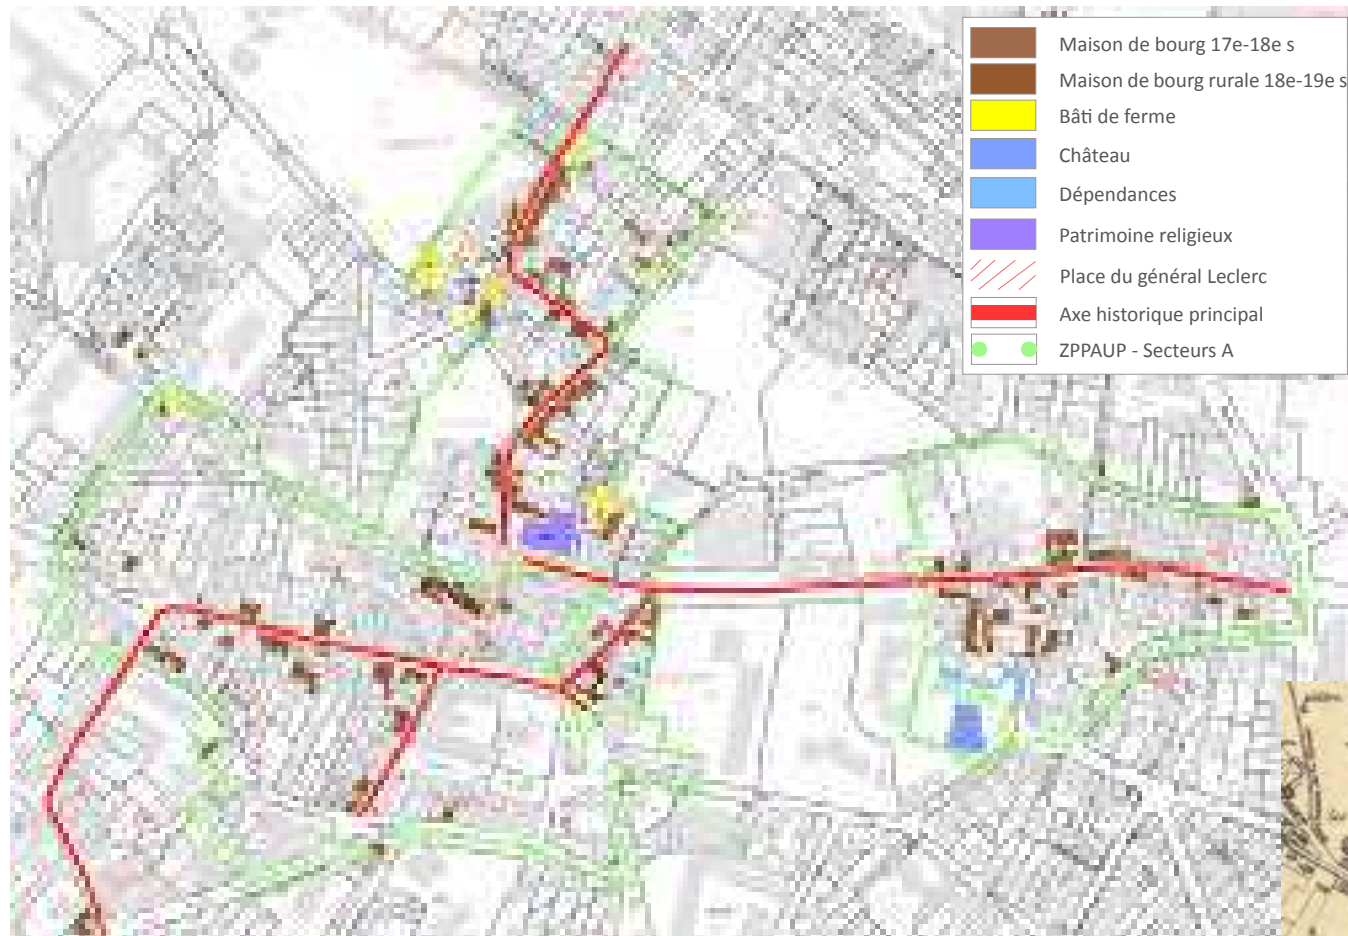 Maison de bourg 17e-18e s
Maison de bourg rurale 18e-19e s
Bâti de ferme
Château
Dépendances
Patrimoine religieux
Place du général Leclerc
Axe historique principal
ZPPAUP - Secteurs A